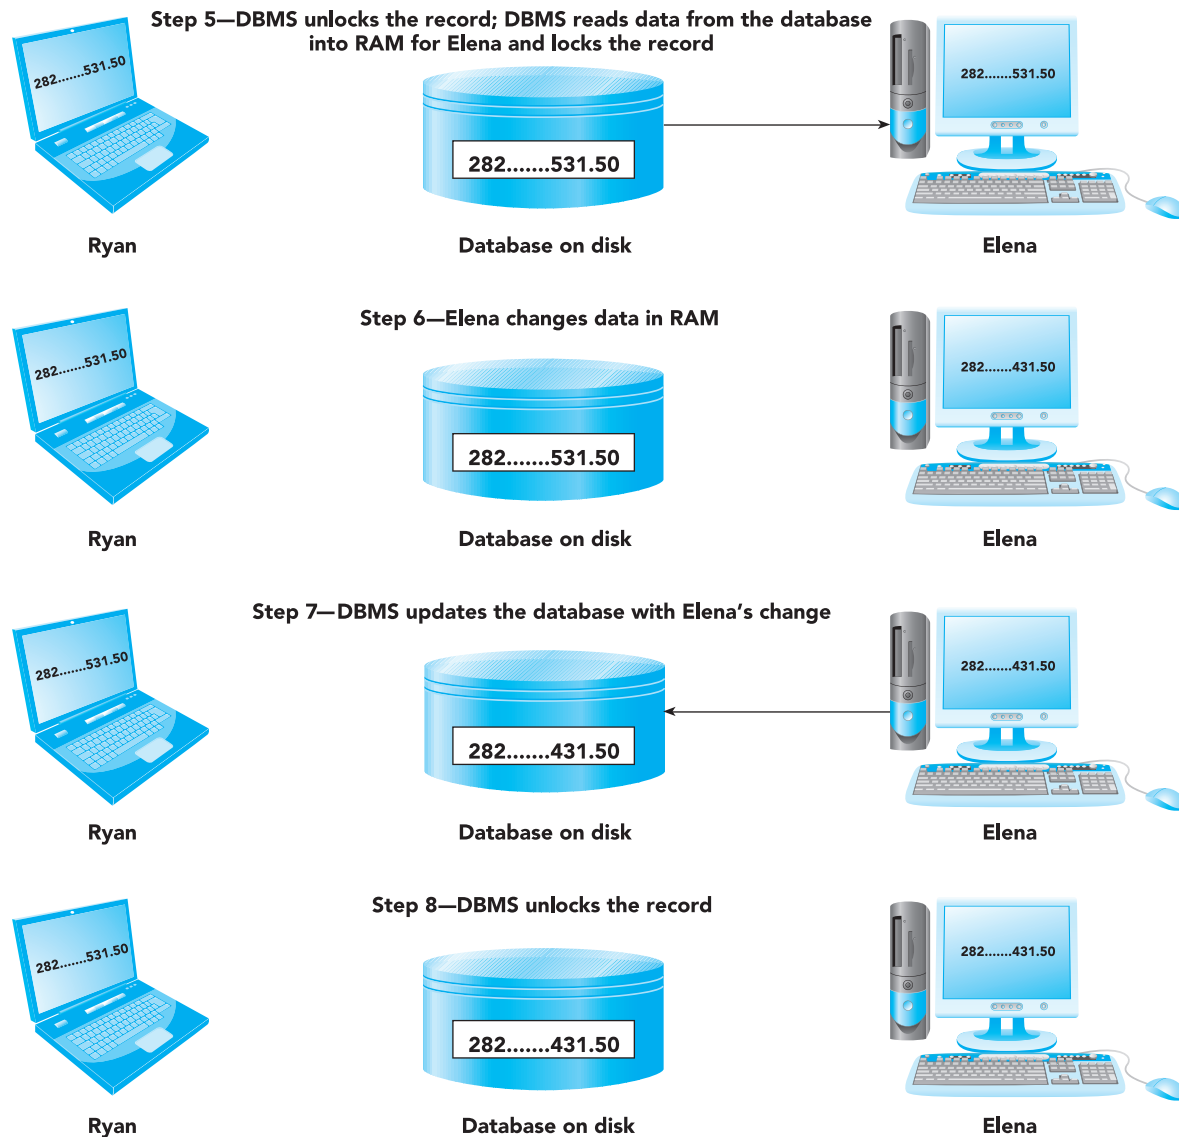 Step 5—DBMS unlocks the record; DBMS reads data from the database
into RAM for Elena and locks the record
282.......531.50
282.......531.50
282.......531.50
Ryan
Database on disk
Elena
Step 6—Elena changes data in RAM
282.......531.50
282.......531.50
282.......431.50
Ryan
Database on disk
Elena
Step 7—DBMS updates the database with Elena’s change
282.......531.50
282.......431.50
282.......431.50
Ryan
Database on disk
Elena
Step 8—DBMS unlocks the record
282.......531.50
282.......431.50
282.......431.50
Ryan
Database on disk
Elena